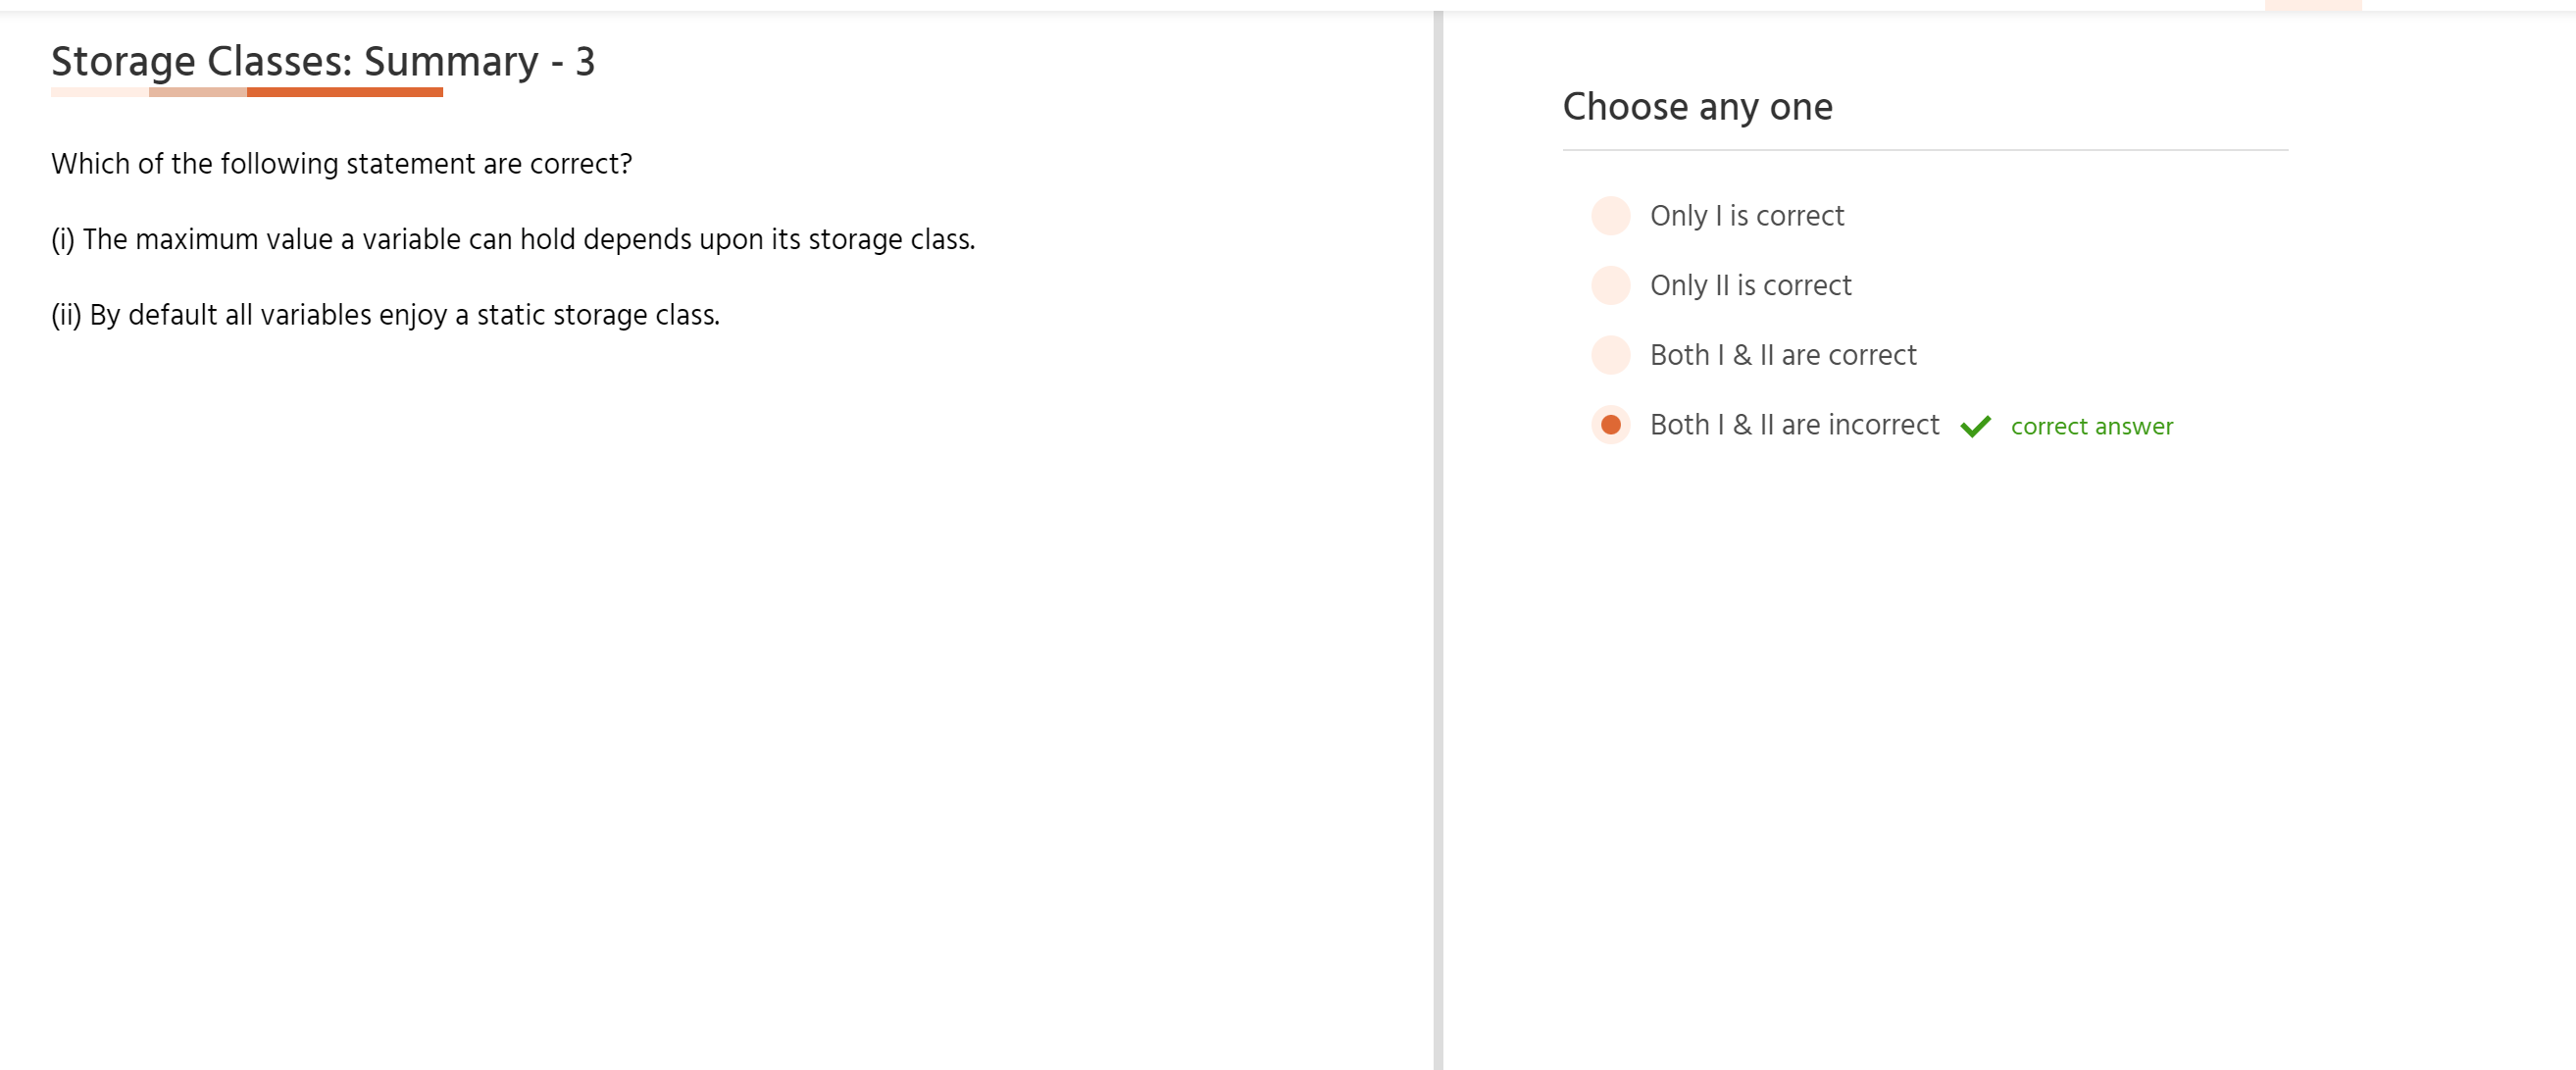 Storage Classes: Summary - 3
Which of the following statement are correct?
(i) The maximum value a variable can hold depends upon its storage class.
(ii) By default all variables enjoy a static storage class.
Choose any one
Only I is correct
Only II is correct
Both I & II are correct
Both I & II are incorrect correct answer